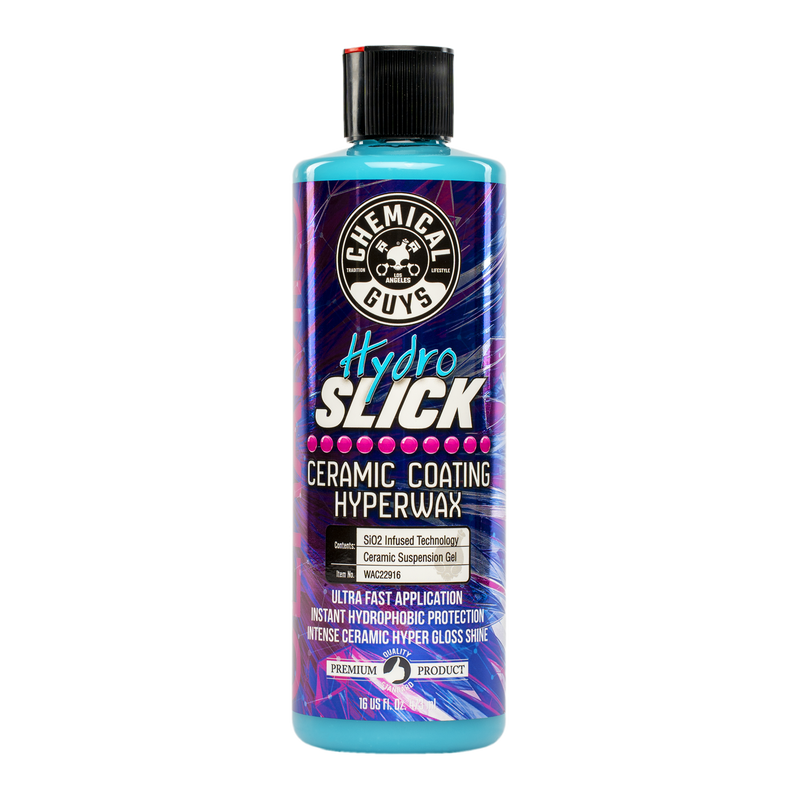 CHEMICAL
TRADITION LIFESTYLE
LOS
ANGELES
GUYS
Hydro
SLICK
CERAMIC COATING
HYPERWAX
Contents: SiO2 Infused Technology
Ceramic Suspension Gel
Item No. WAC22916
ULTRA FAST APPLICATION
INSTANT HYDROPHOBIC PROTECTION
INTENSE CERAMIC HYPER GLOSS SHINE
QUALITY
PREMIUM PRODUCT
STANDARD
16 US fl. oz. 473ml